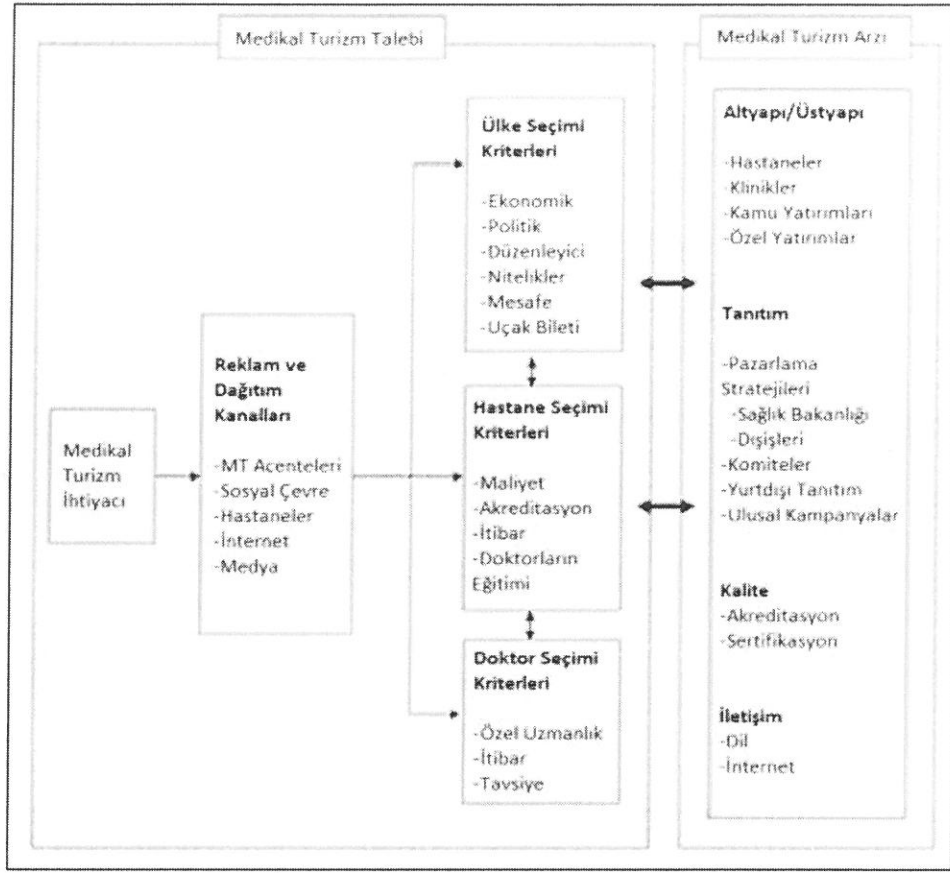 Medikal Turizm Talebi
Medikal Turizm
İhtiyacı
Reklam ve
Dağıtım
Kanalları
-MT Acenteleri
-Sosyal Çevre
-Hastaneler
-İnternet
-Medya
Ülke Seçimi
Kriterleri
-Ekonomik
-Politik
-Düzenleyici
-Nitelikler
-Mesafe
-Uçak Bileti
Hastane Seçimi
Kriterleri
-Maliyet
-Akreditasyon
-İtibar
-Doktorların
Eğitimi
Doktor Seçimi
Kriterleri
-Özel Uzmanlık
-İtibar
-Tavsiye
Medikal Turizm Arzı
Altyapı/Üstyapı
-Hastaneler
-Klinikler
-Kamu Yatırımları
-Özel Yatırımlar
Tanıtım
-Pazarlama
Stratejileri
-Sağlık Bakanlığı
-Dışişleri
-Komiteler
-Yurtdışı Tanıtım
-Ulusal Kampanyalar
Kalite
-Akreditasyon
-Sertifikasyon
İletişim
-Dil
-İnternet